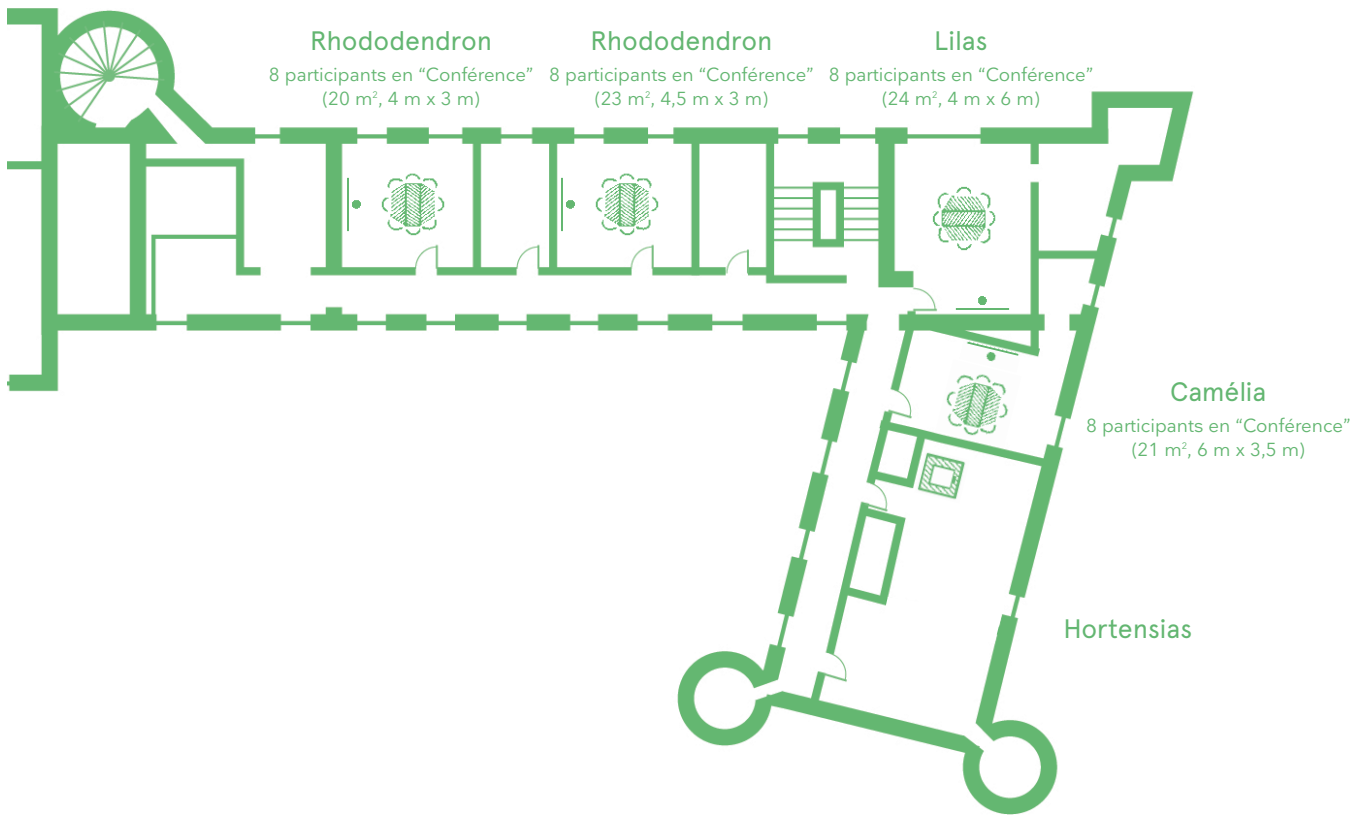 Rhododendron
8 participants en “Conférence”
(20 m², 4 m x 3 m)
Rhododendron
8 participants en “Conférence”
(23 m², 4,5 m x 3 m)
Lilas
8 participants en “Conférence”
(24 m², 4 m x 6 m)
Camélia
8 participants en “Conférence”
(21 m², 6 m x 3,5 m)
Hortensias